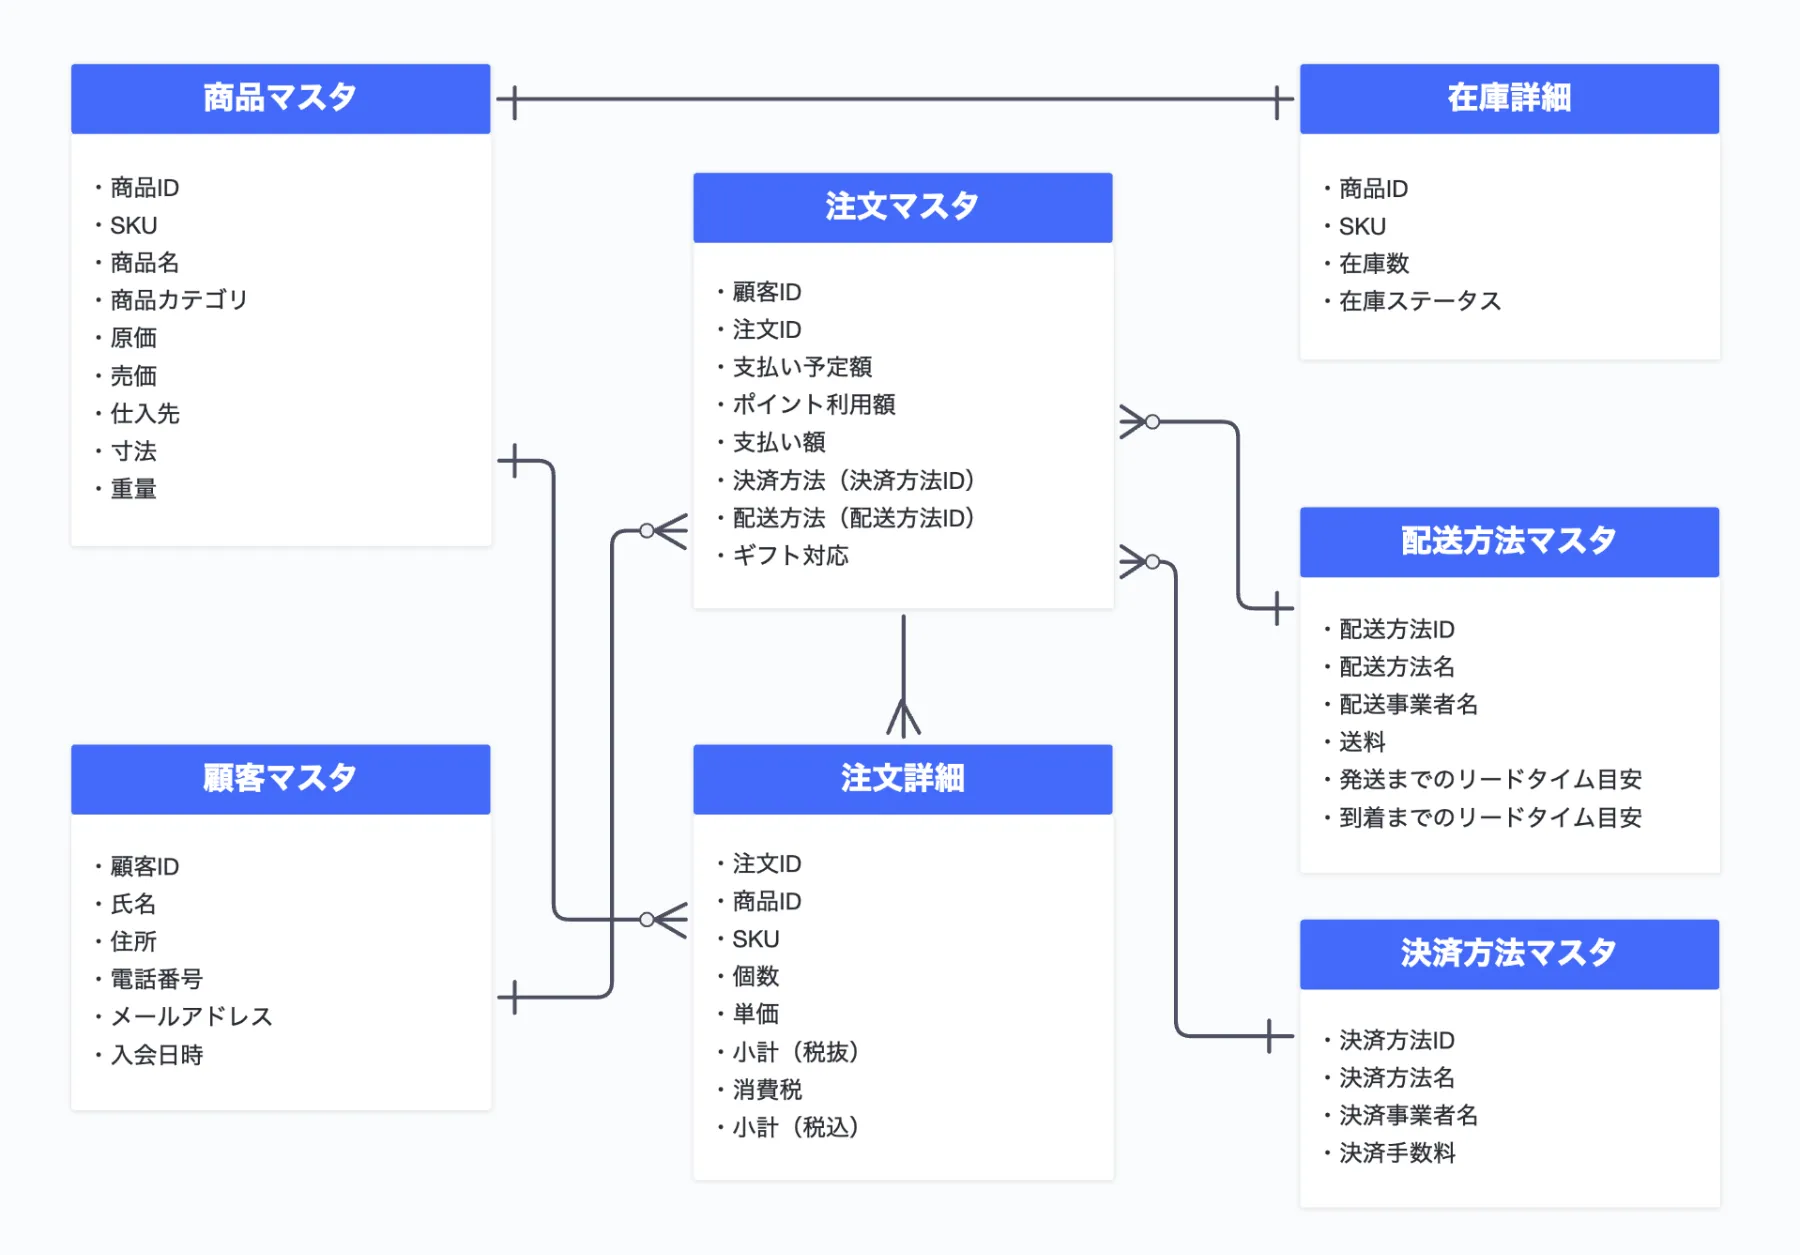 商品マスタ
・商品ID
・SKU
・商品名
・商品カテゴリ
・原価
・売価
・仕入先
・寸法
・重量
在庫詳細
・商品ID
・SKU
・在庫数
・在庫ステータス
注文マスタ
・顧客ID
・注文ID
・支払い予定額
・ポイント利用額
・支払い額
・決済方法（決済方法ID）
・配送方法（配送方法ID）
・ギフト対応
配送方法マスタ
・配送方法ID
・配送方法名
・配送事業者名
・送料
・発送までのリードタイム目安
・到着までのリードタイム目安
顧客マスタ
・顧客ID
・氏名
・住所
・電話番号
・メールアドレス
・入会日時
注文詳細
・注文ID
・商品ID
・SKU
・個数
・単価
・小計（税抜）
・消費税
・小計（税込）
決済方法マスタ
・決済方法ID
・決済方法名
・決済事業者名
・決済手数料